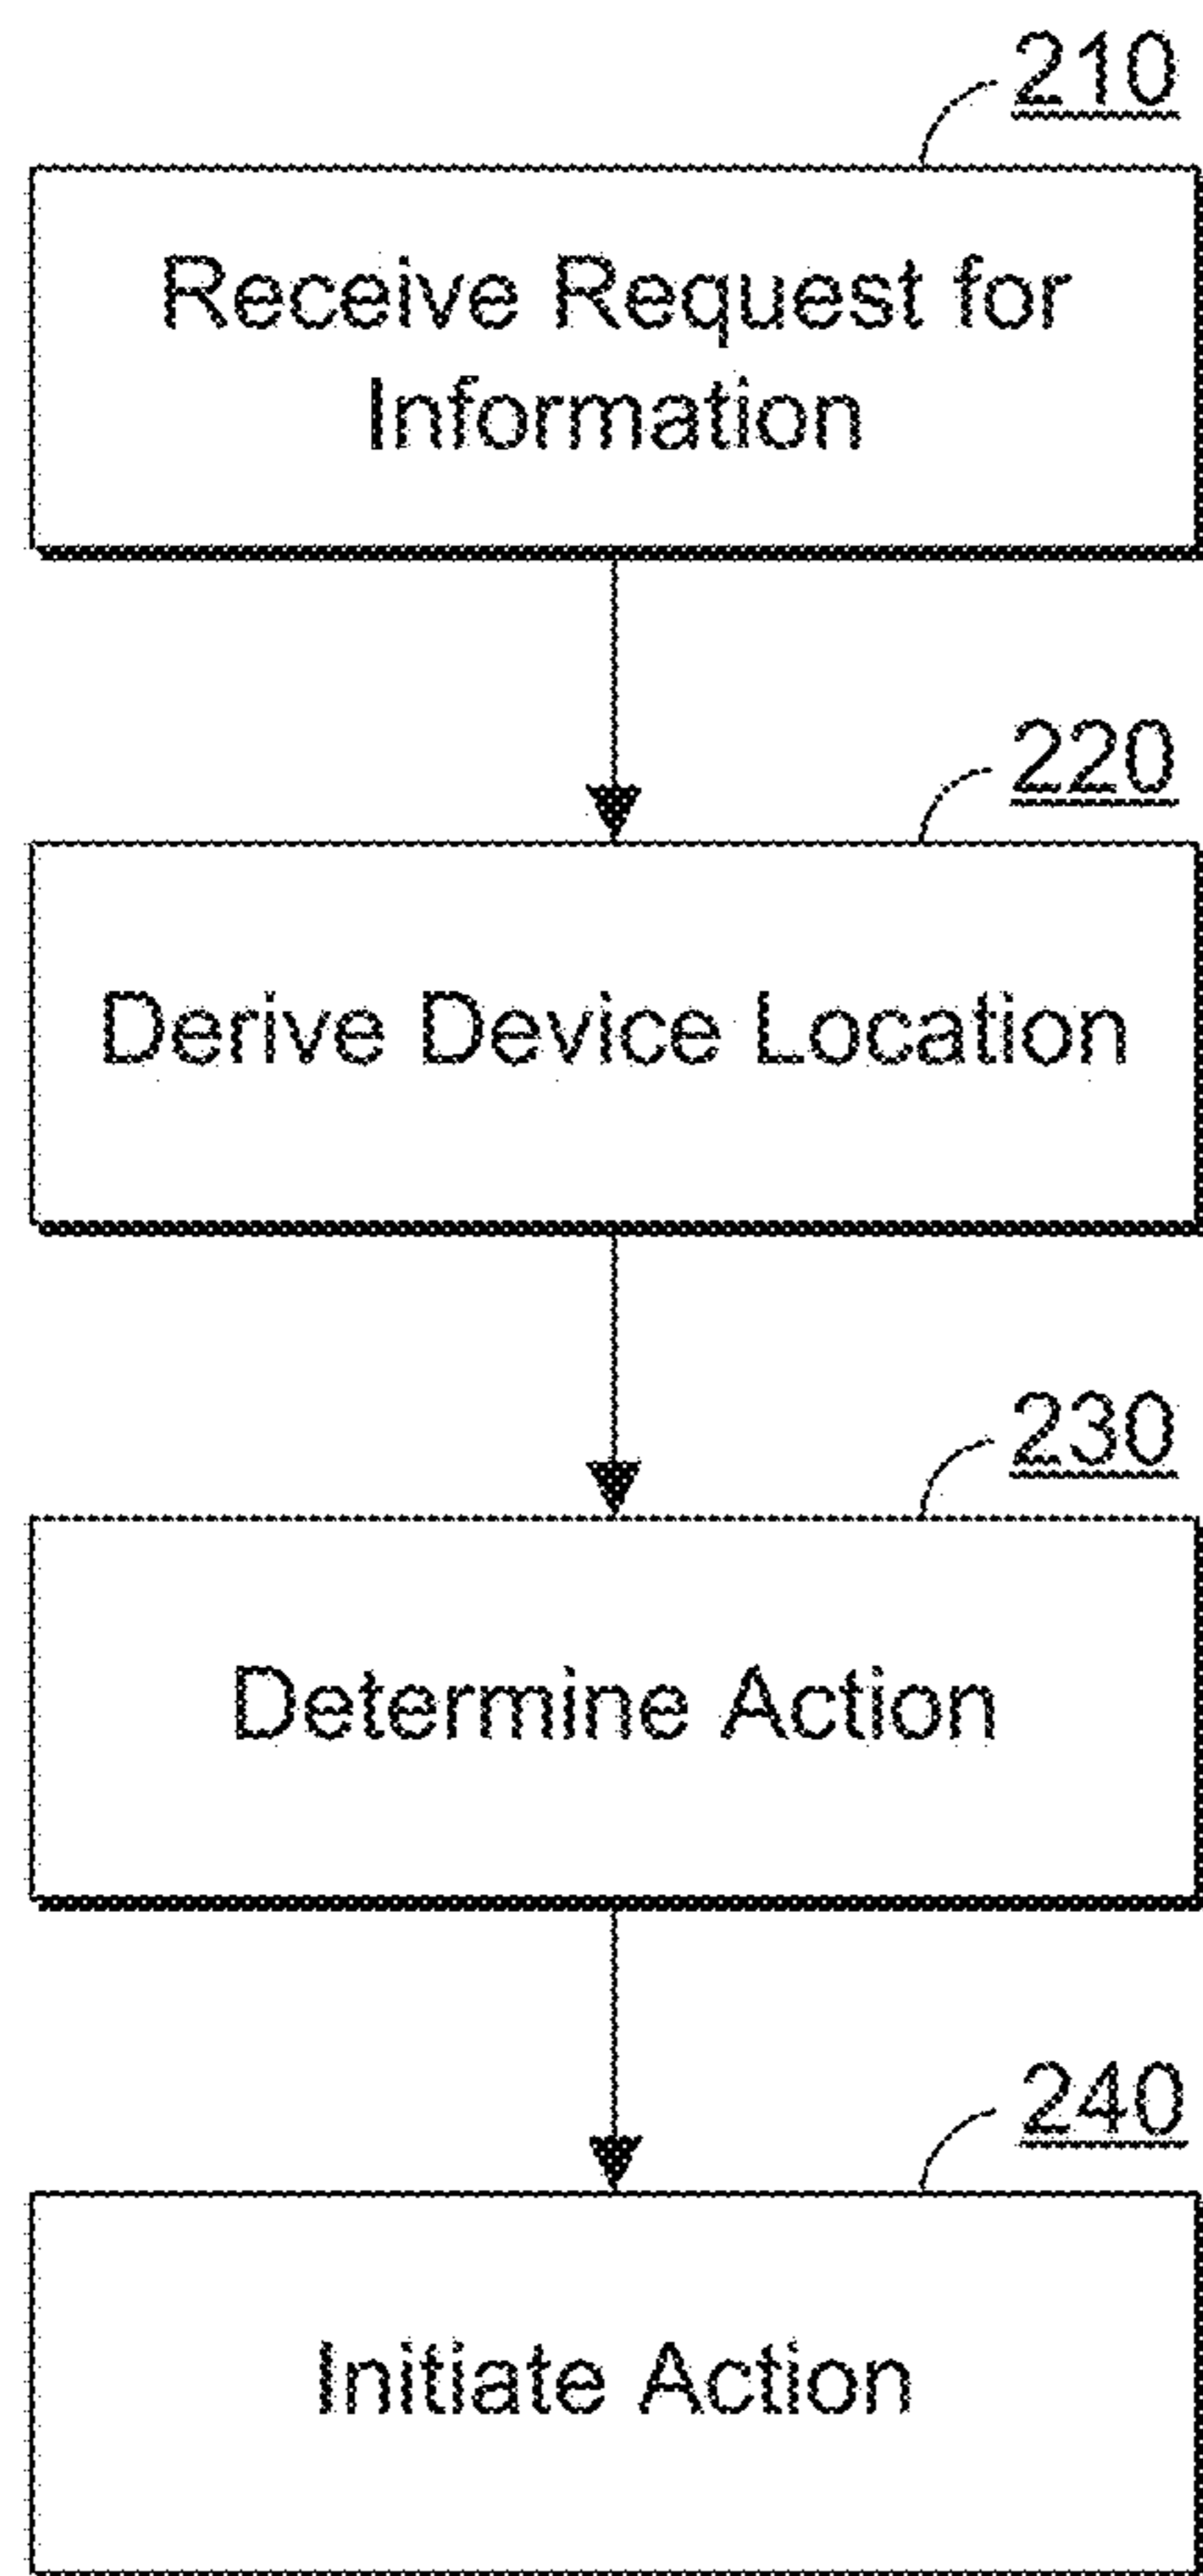 210
Receive Request for
Information
220
Derive Device Location
230
Determine Action
240
Initiate Action